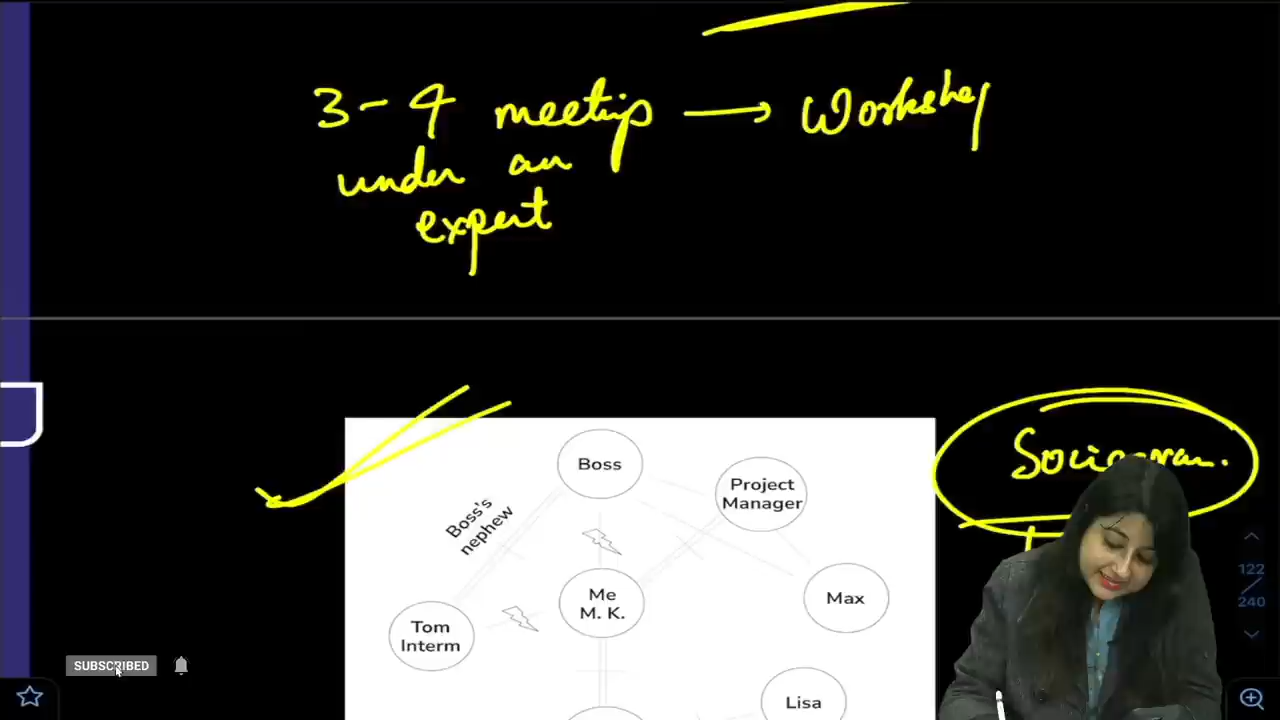 3-4 meetings → Workshop
under an
expert
Boss
Project
Manager
Boss's
nephew
Me
M. K.
Max
Tom
Interm
Lisa
122
240
SUBSCRIBED